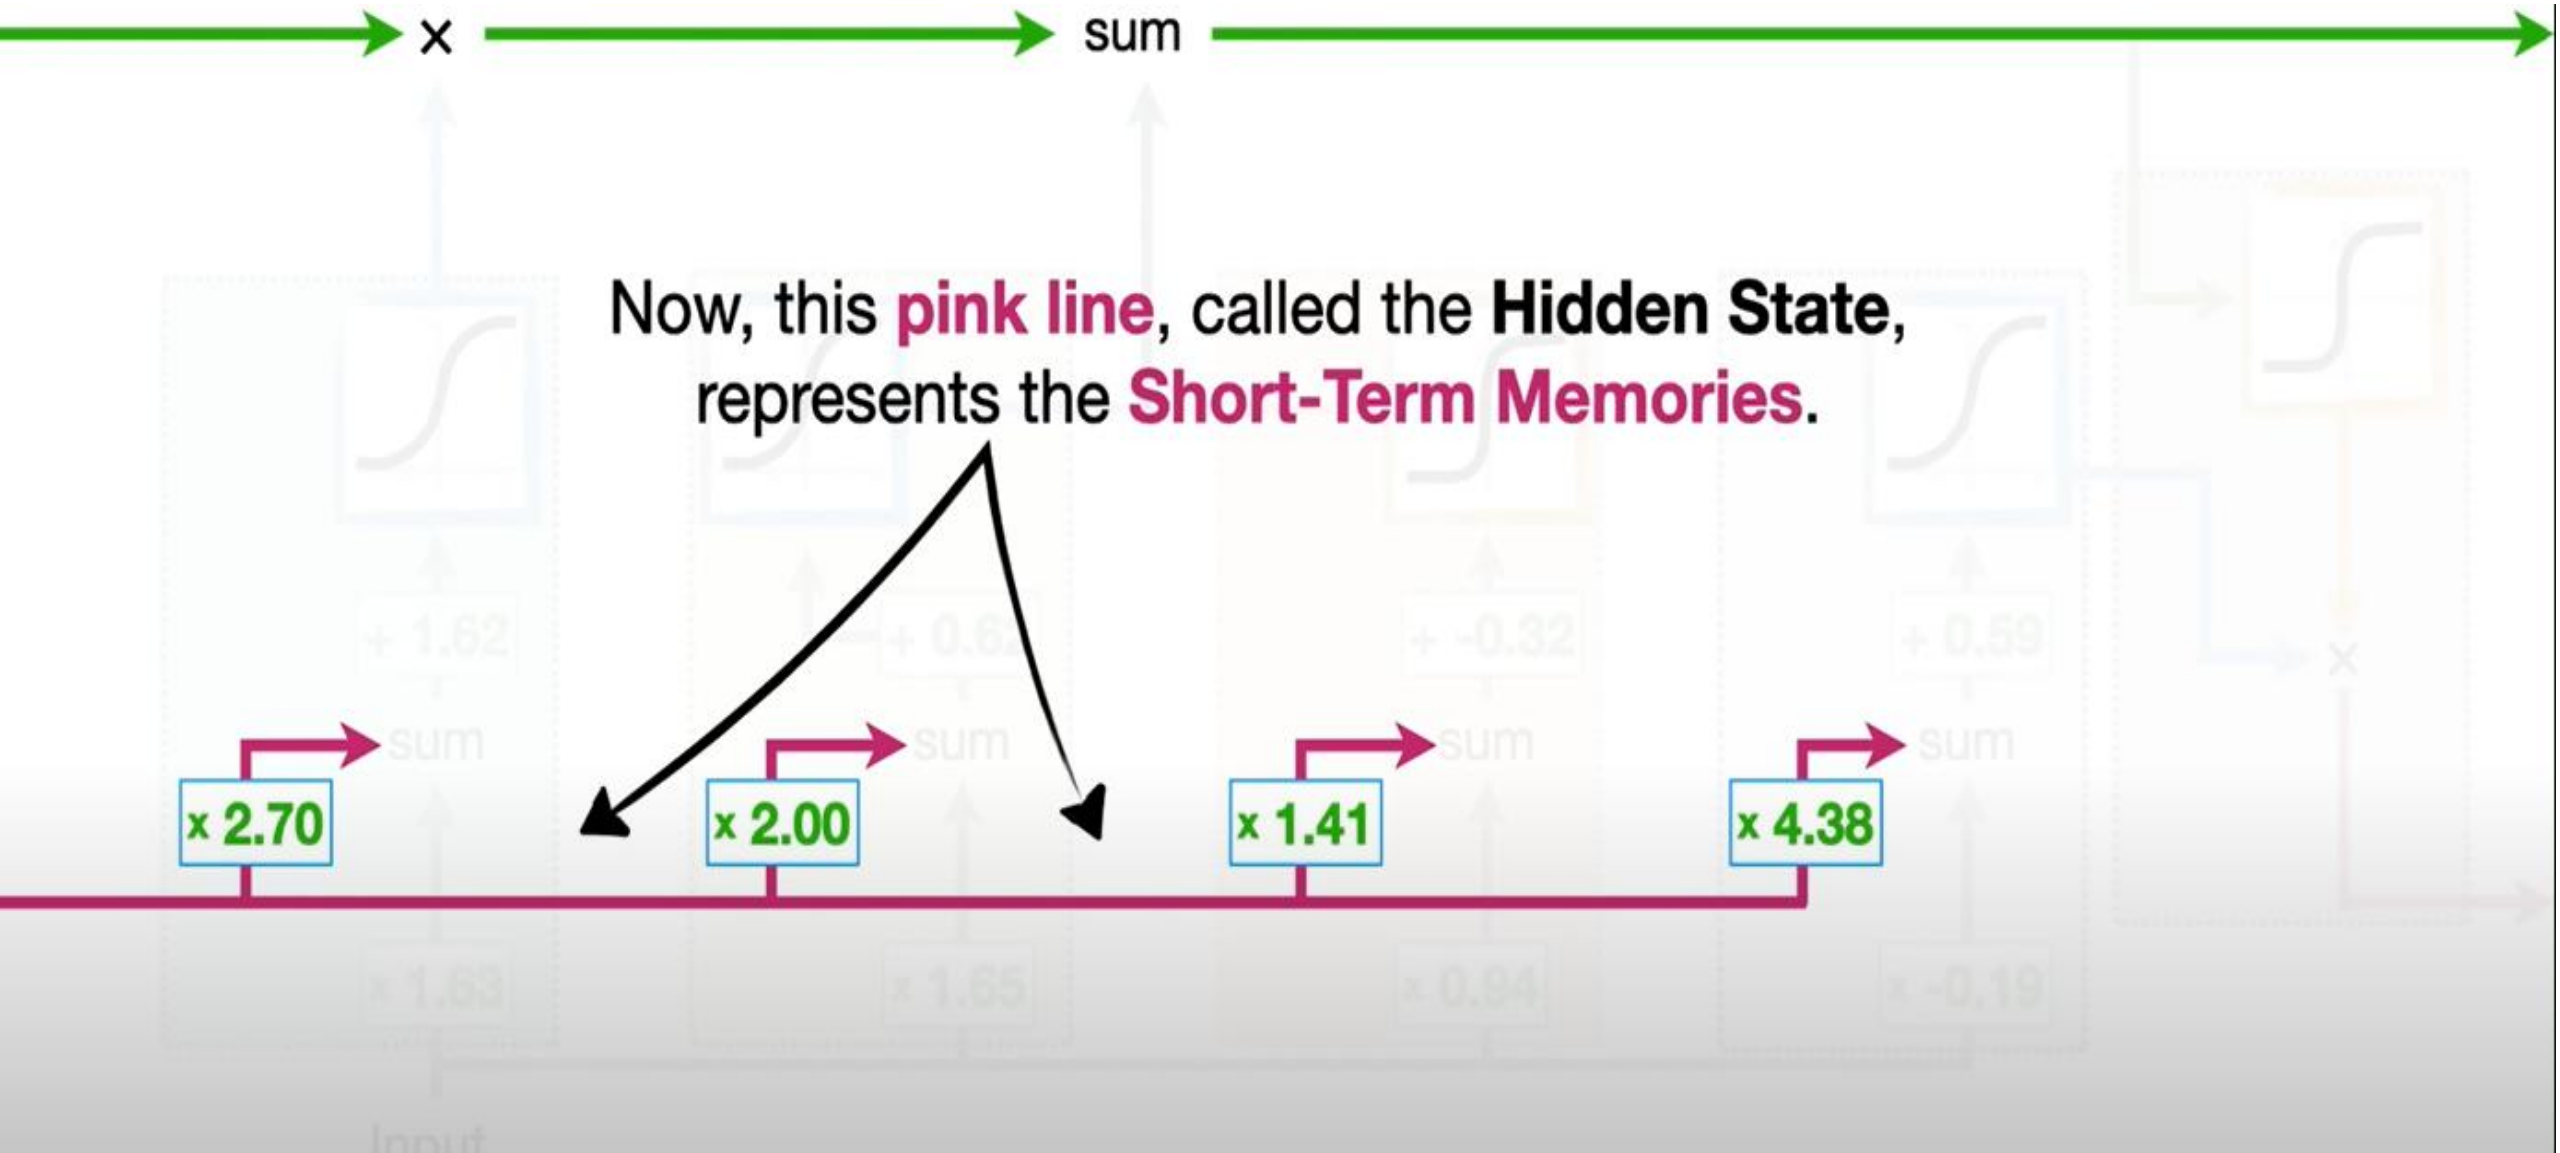 ×
sum
Now, this pink line, called the Hidden State,
represents the Short-Term Memories.
+ 1.62
+ 0.62
+ -0.32
+ 0.59
×
sum
sum
sum
sum
x 2.70
x 2.00
x 1.41
x 4.38
x 1.63
x 1.65
x 0.94
x -0.19
Input